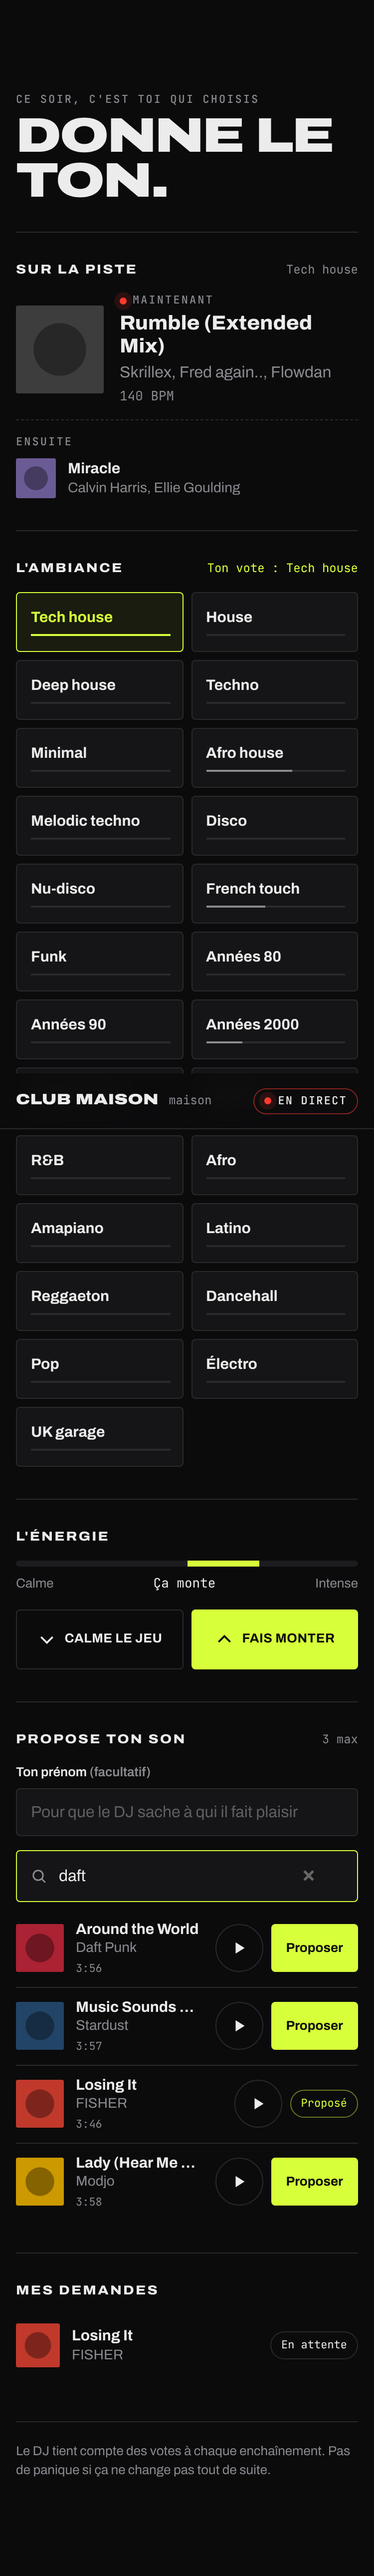 CE SOIR, C'EST TOI QUI CHOISIS
DONNE LE
TON.
SUR LA PISTE
Tech house
MAINTENANT
Rumble (Extended
Mix)
Skrillex, Fred again.., Flowdan
140 BPM
ENSUITE
Miracle
Calvin Harris, Ellie Goulding
L'AMBIANCE
Ton vote : Tech house
Tech house
House
Deep house
Techno
Minimal
Afro house
Melodic techno
Disco
Nu-disco
French touch
Funk
Années 80
Années 90
Années 2000
CLUB MAISON
maison
EN DIRECT
R&B
Afro
Amapiano
Latino
Reggaeton
Dancehall
Pop
Électro
UK garage
L'ÉNERGIE
Calme
Ça monte
Intense
CALME LE JEU
FAIS MONTER
PROPOSE TON SON
3 max
Ton prénom (facultatif)
Pour que le DJ sache à qui il fait plaisir
daft
Around the World
Daft Punk
3:56
Proposer
Music Sounds ...
Stardust
3:57
Proposer
Losing It
FISHER
3:46
Proposé
Lady (Hear Me ...
Modjo
3:58
Proposer
MES DEMANDES
Losing It
FISHER
En attente
Le DJ tient compte des votes à chaque enchaînement. Pas
de panique si ça ne change pas tout de suite.